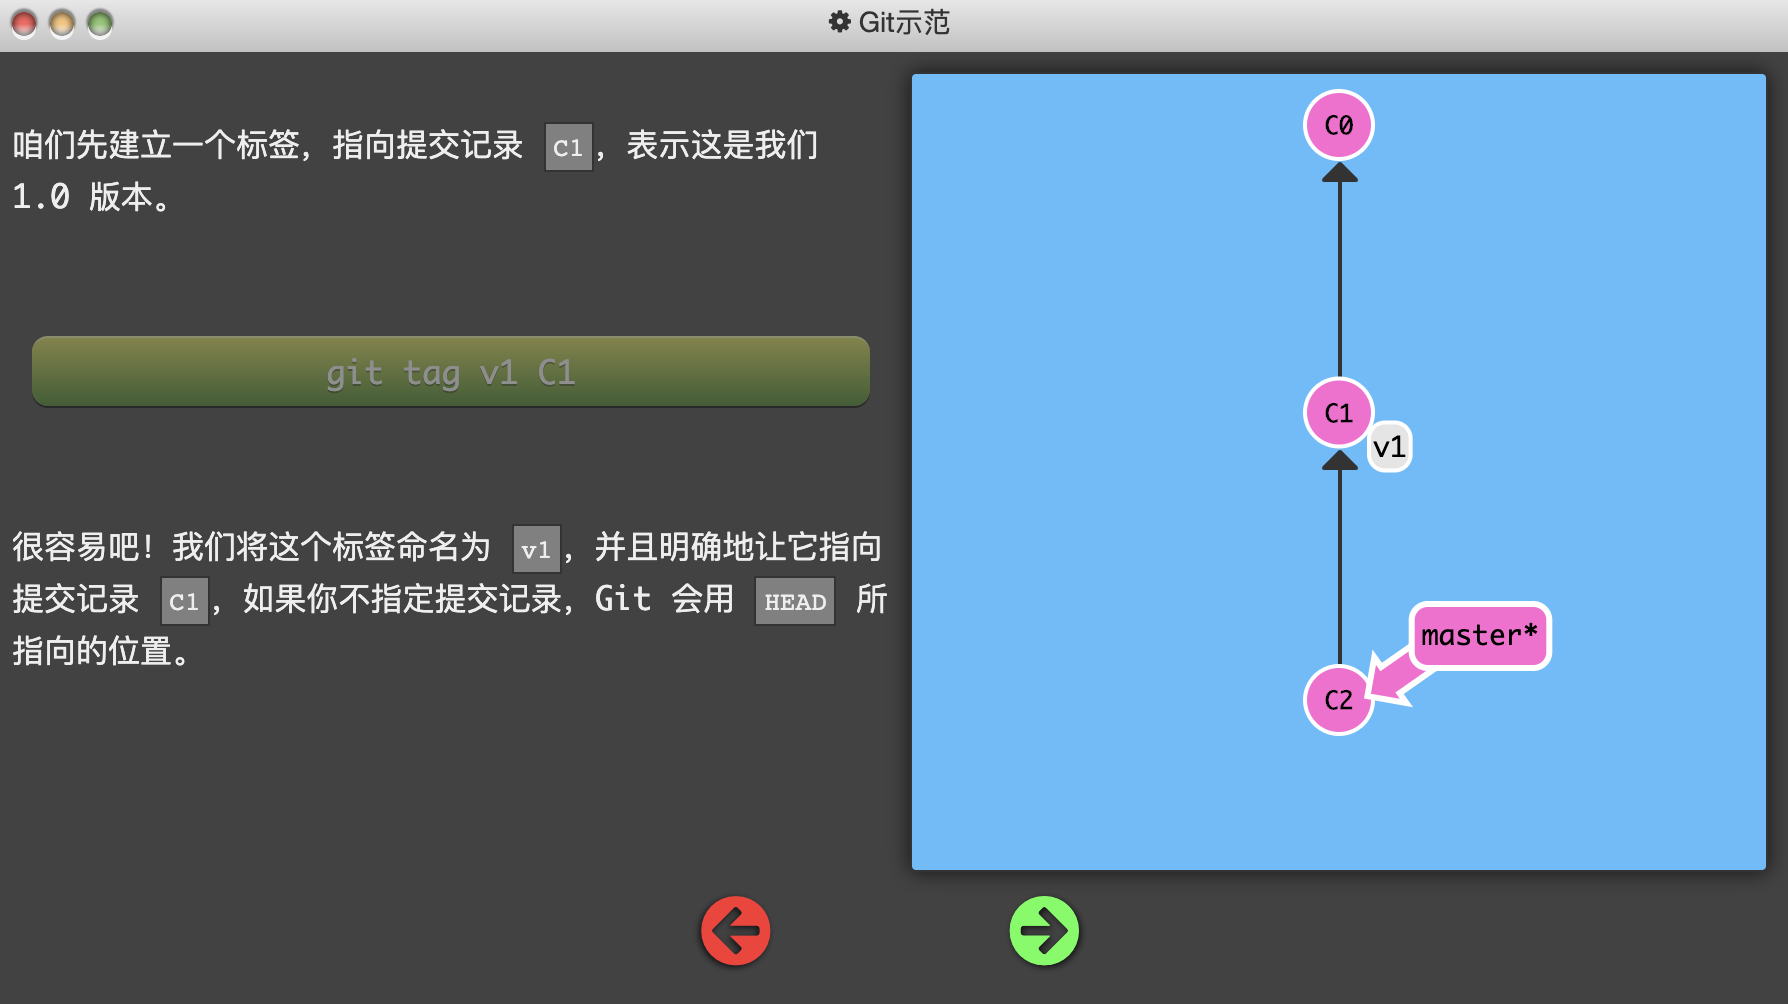 Git示范
咱们先建立一个标签，指向提交记录 C1，表示这是我们
1.0 版本。
git tag v1 C1
很容易吧！我们将这个标签命名为 v1，并且明确地让它指向
提交记录 C1，如果你不指定提交记录，Git 会用 HEAD 所
指向的位置。
C0
C1
v1
master*
C2